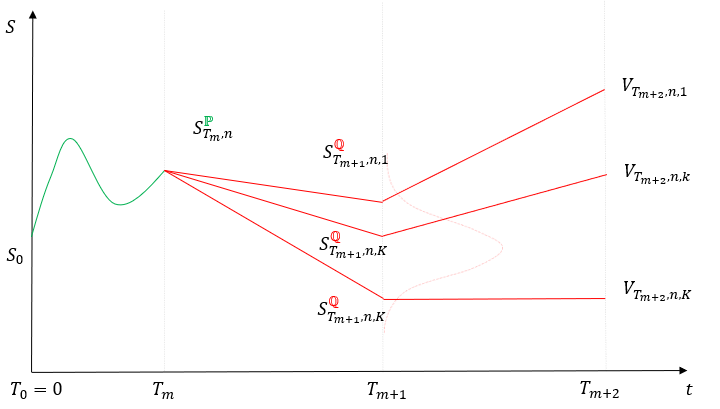 S
V_{T_{m+2},n,1}
S^ℙ_{T_m,n}
S^ℚ_{T_{m+1},n,1}
V_{T_{m+2},n,k}
S^ℚ_{T_{m+1},n,K}
S_0
V_{T_{m+2},n,K}
S^ℚ_{T_{m+1},n,K}
T_0 = 0 T_m T_{m+1} T_{m+2} t